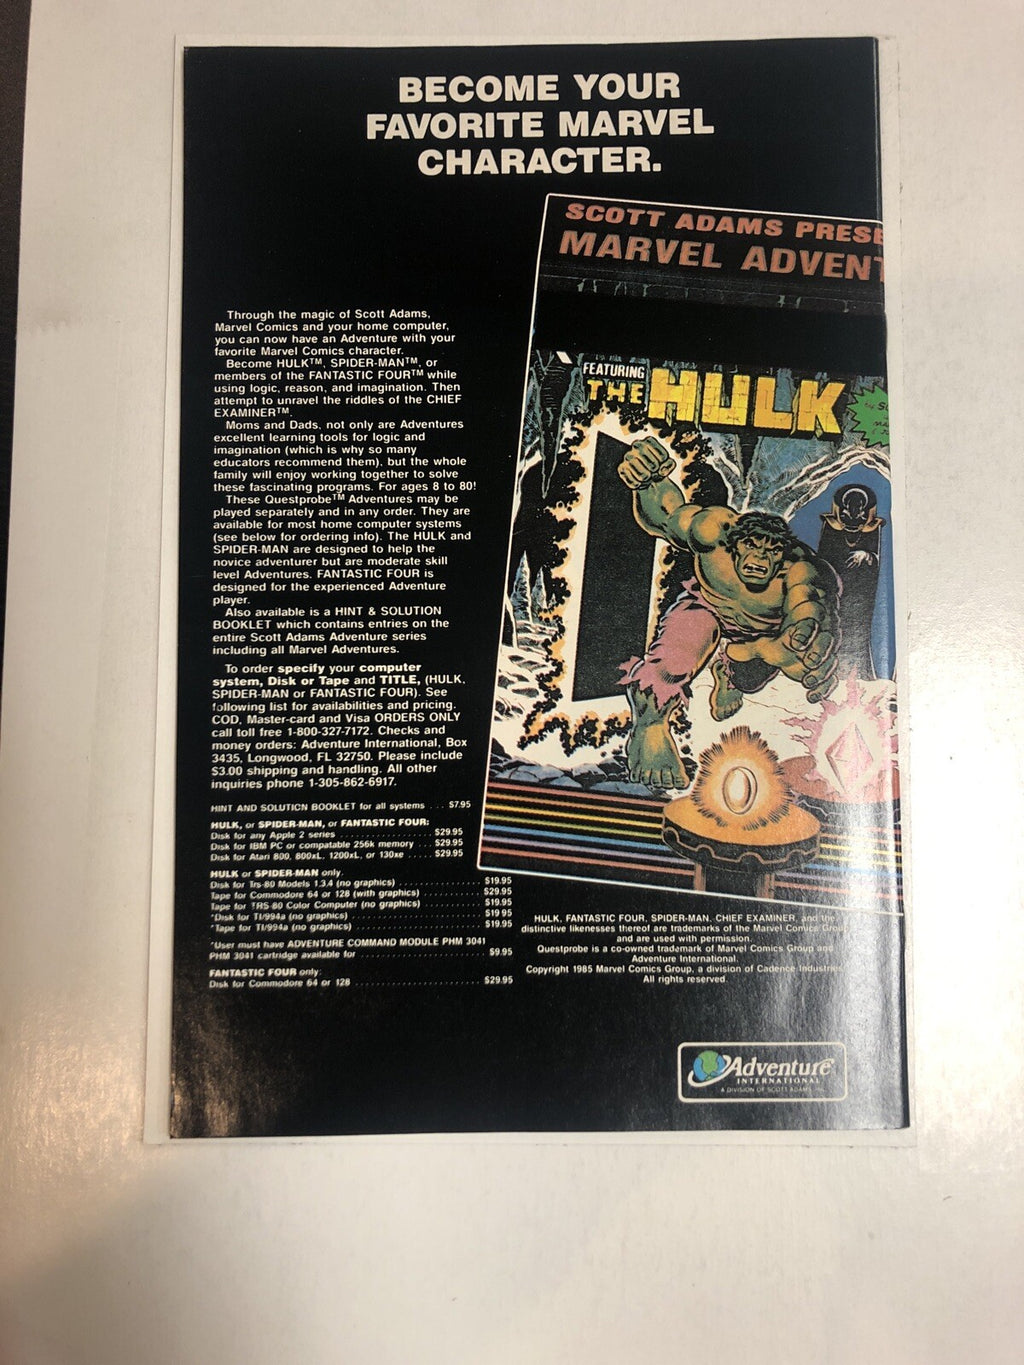 BECOME YOUR
FAVORITE MARVEL
CHARACTER.
SCOTT ADAMS PRESE
MARVEL ADVENT
FEATURING
THE HULK
Through the magic of Scott Adams,
Marvel Comics and your home computer,
you can now have an Adventure with your
favorite Marvel Comics character.
Become HULK™, SPIDER-MAN™, or
members of the FANTASTIC FOUR™ while
using logic, reason, and imagination. Then
attempt to unravel the riddles of the CHIEF
EXAMINER™.
Moms and Dads, not only are Adventures
excellent learning tools for logic and
imagination (which is why so many
educators recommend them), but the whole
family will enjoy working together to solve
these fascinating programs. For ages 8 to 80!
These Questprobe™ Adventures may be
played separately and in any order. They are
available for most home computer systems
(see below for ordering info). The HULK and
SPIDER-MAN are designed to help the
novice adventurer but are moderate skill
level Adventures. FANTASTIC FOUR is
designed for the experienced Adventure
player.
Also available is a HINT & SOLUTION
BOOKLET which contains entries on the
entire Scott Adams Adventure series
including all Marvel Adventures.
To order specify your computer
system, Disk or Tape and TITLE, (HULK,
SPIDER-MAN or FANTASTIC FOUR). See
following list for availabilities and pricing.
COD, Master-card and Visa ORDERS ONLY
call toll free 1-800-327-7172. Checks and
money orders: Adventure International, Box
3435, Longwood, FL 32750. Please include
$3.00 shipping and handling. All other
inquiries phone 1-305-862-6917.
HINT AND SOLUTION BOOKLET for all systems . . . $7.95
HULK, or SPIDER-MAN, or FANTASTIC FOUR:
Disk for any Apple 2 series . . . . . . . . . . . . . . . . $29.95
Disk for IBM PC or compatable 256k memory . . . . $29.95
Disk for Atari 800, 800xL, 1200xL, or 130xe . . . . . $29.95
HULK or SPIDER-MAN only.
Disk for Trs-80 Models 1.3.4 (no graphics) . . . . . . . . . . . . . . $19.95
Tape for Commodore 64 or 128 (with graphics) . . . . . . . . . . . $29.95
Tape for TRS-80 Color Computer (no graphics) . . . . . . . . . . . $19.95
*Disk for TI/994a (no graphics) . . . . . . . . . . . . . . . . . . . . . . $19.95
*Tape for TI/994a (no graphics) . . . . . . . . . . . . . . . . . . . . . . $19.95
*User must have ADVENTURE COMMAND MODULE PHM 3041
PHM 3041 cartridge available for . . . . . . . . . . . . . . . . . . . . . $9.95
FANTASTIC FOUR only:
Disk for Commodore 64 or 128 . . . . . . . . . . . . . . . . . . . . . . $29.95
HULK, FANTASTIC FOUR, SPIDER-MAN, CHIEF EXAMINER, and the
distinctive likenesses thereof are trademarks of the Marvel Comics Group
and are used with permission.
Questprobe is a co-owned trademark of Marvel Comics Group and
Adventure International.
Copyright 1985 Marvel Comics Group, a division of Cadence Industries
All rights reserved.
Adventure
INTERNATIONAL
A DIVISION OF SCOTT ADAMS, INC.